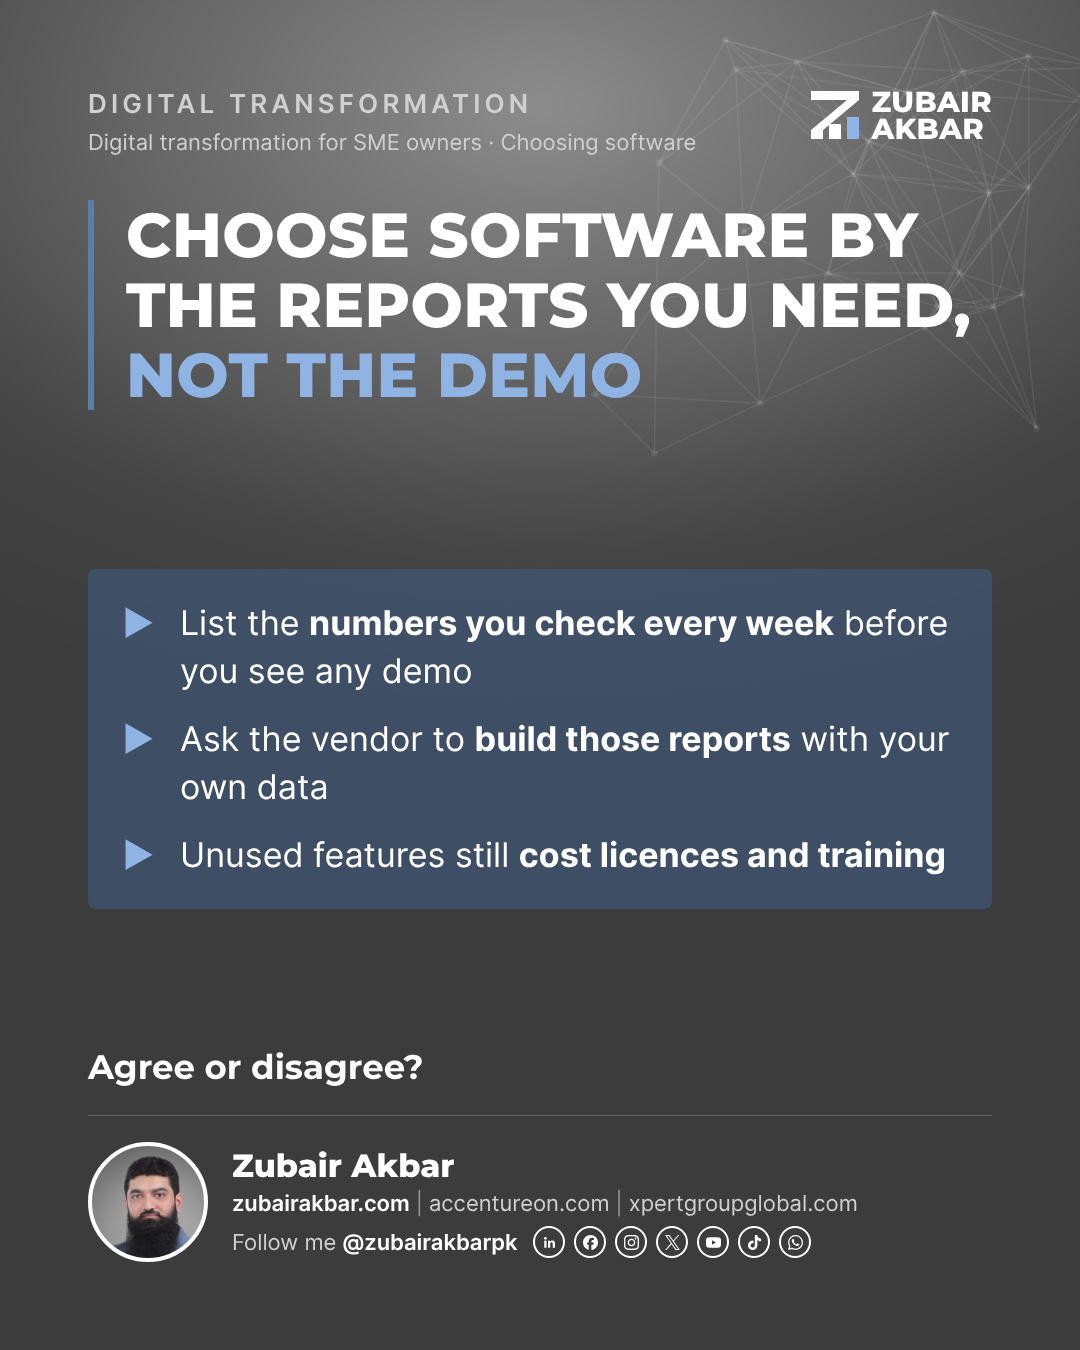 DIGITAL TRANSFORMATION
Digital transformation for SME owners · Choosing software
ZUBAIR
AKBAR
CHOOSE SOFTWARE BY
THE REPORTS YOU NEED,
NOT THE DEMO
List the numbers you check every week before
you see any demo
Ask the vendor to build those reports with your
own data
Unused features still cost licences and training
Agree or disagree?
Zubair Akbar
zubairakbar.com | accentureon.com | xpertgroupglobal.com
Follow me @zubairakbarpk